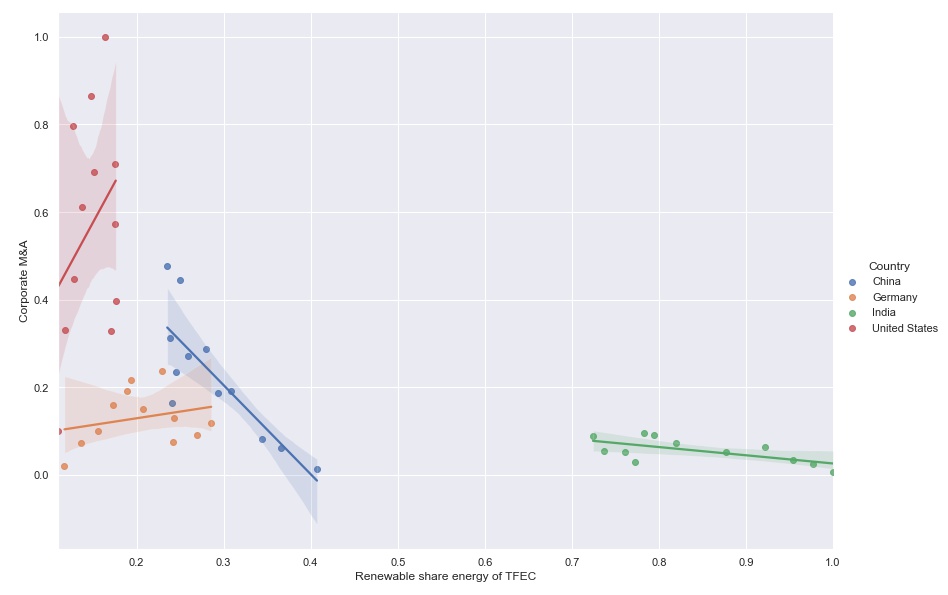 1.0
0.8
0.6
0.4
0.2
0.0
Corporate M&A
0.2 0.3 0.4 0.5 0.6 0.7 0.8 0.9 1.0
Renewable share energy of TFEC
Country
China
Germany
India
United States